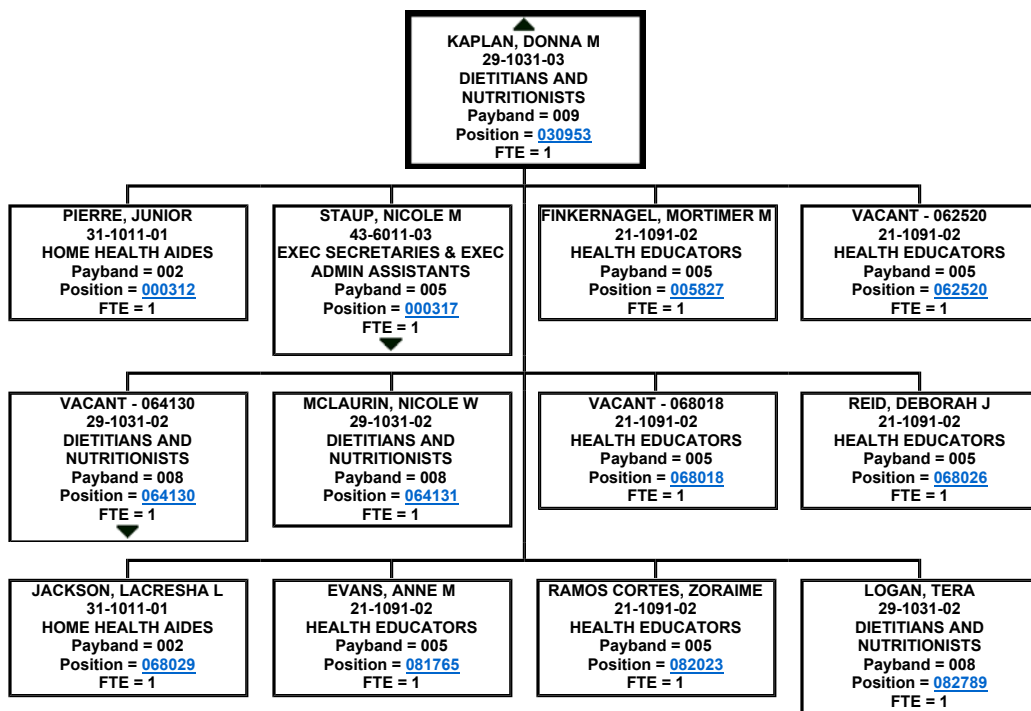 KAPLAN, DONNA M
29-1031-03
DIETITIANS AND
NUTRITIONISTS
Payband = 009
Position = 030953
FTE = 1
PIERRE, JUNIOR
31-1011-01
HOME HEALTH AIDES
Payband = 002
Position = 000312
FTE = 1
STAUP, NICOLE M
43-6011-03
EXEC SECRETARIES & EXEC
ADMIN ASSISTANTS
Payband = 005
Position = 000317
FTE = 1
FINKERNAGEL, MORTIMER M
21-1091-02
HEALTH EDUCATORS
Payband = 005
Position = 005827
FTE = 1
VACANT - 062520
21-1091-02
HEALTH EDUCATORS
Payband = 005
Position = 062520
FTE = 1
VACANT - 064130
29-1031-02
DIETITIANS AND
NUTRITIONISTS
Payband = 008
Position = 064130
FTE = 1
MCLAURIN, NICOLE W
29-1031-02
DIETITIANS AND
NUTRITIONISTS
Payband = 008
Position = 064131
FTE = 1
VACANT - 068018
21-1091-02
HEALTH EDUCATORS
Payband = 005
Position = 068018
FTE = 1
REID, DEBORAH J
21-1091-02
HEALTH EDUCATORS
Payband = 005
Position = 068026
FTE = 1
JACKSON, LACRESHA L
31-1011-01
HOME HEALTH AIDES
Payband = 002
Position = 068029
FTE = 1
EVANS, ANNE M
21-1091-02
HEALTH EDUCATORS
Payband = 005
Position = 081765
FTE = 1
RAMOS CORTES, ZORAIME
21-1091-02
HEALTH EDUCATORS
Payband = 005
Position = 082023
FTE = 1
LOGAN, TERA
29-1031-02
DIETITIANS AND
NUTRITIONISTS
Payband = 008
Position = 082789
FTE = 1